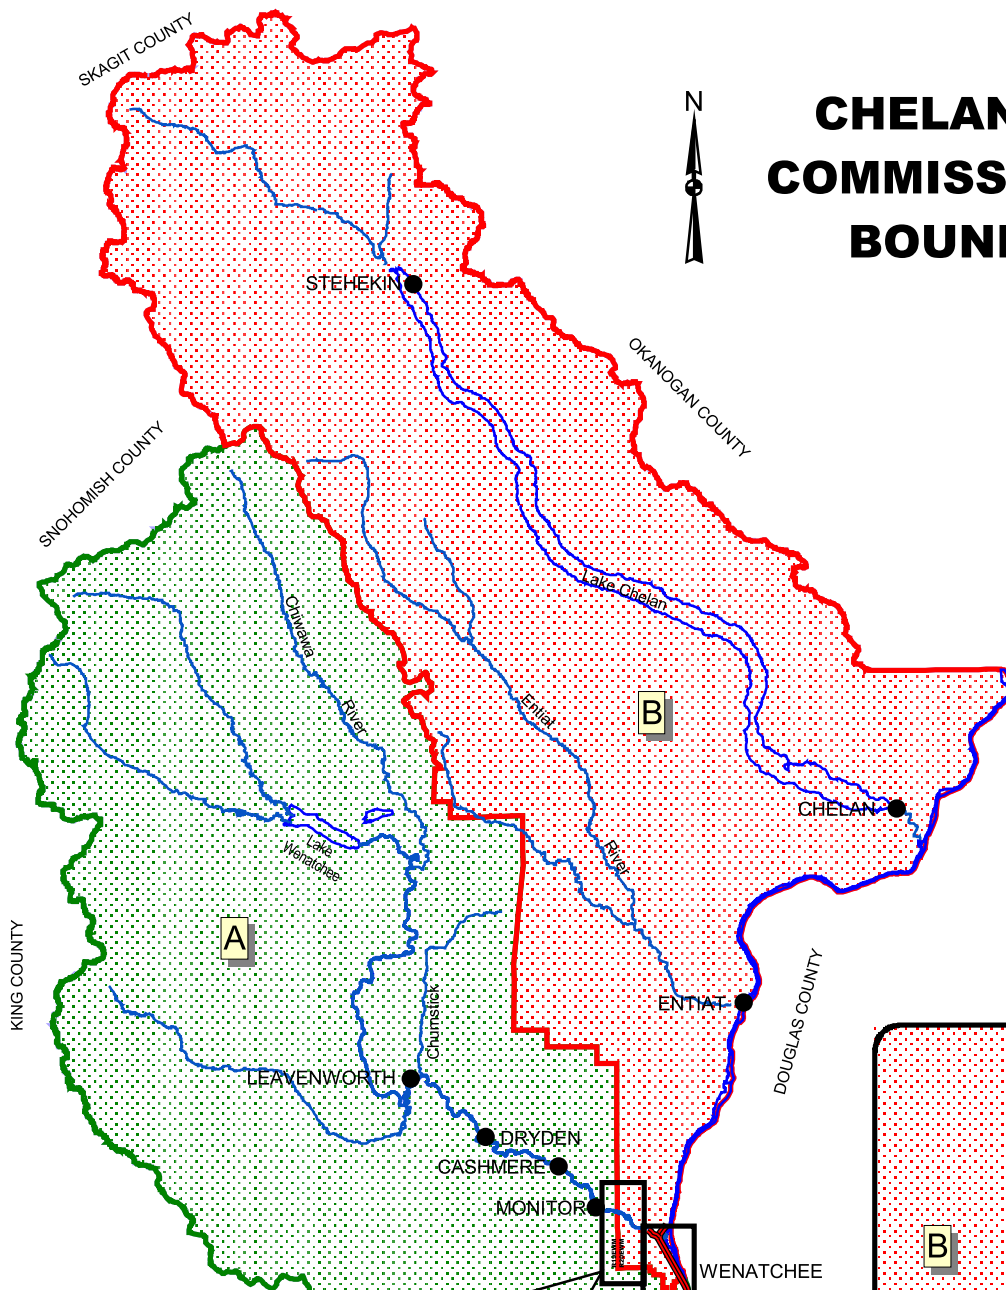 SKAGIT COUNTY
N
CHELAN
COMMISS
BOUN
STEHEKIN
OKANOGAN COUNTY
SNOHOMISH COUNTY
Lake Chelan
Chiwawa
River
Entiat
B
CHELAN
Lake
Wenatchee
River
A
KING COUNTY
DOUGLAS COUNTY
Chumstick
ENTIAT
LEAVENWORTH
DRYDEN
CASHMERE
MONITOR
B
WENATCHEE